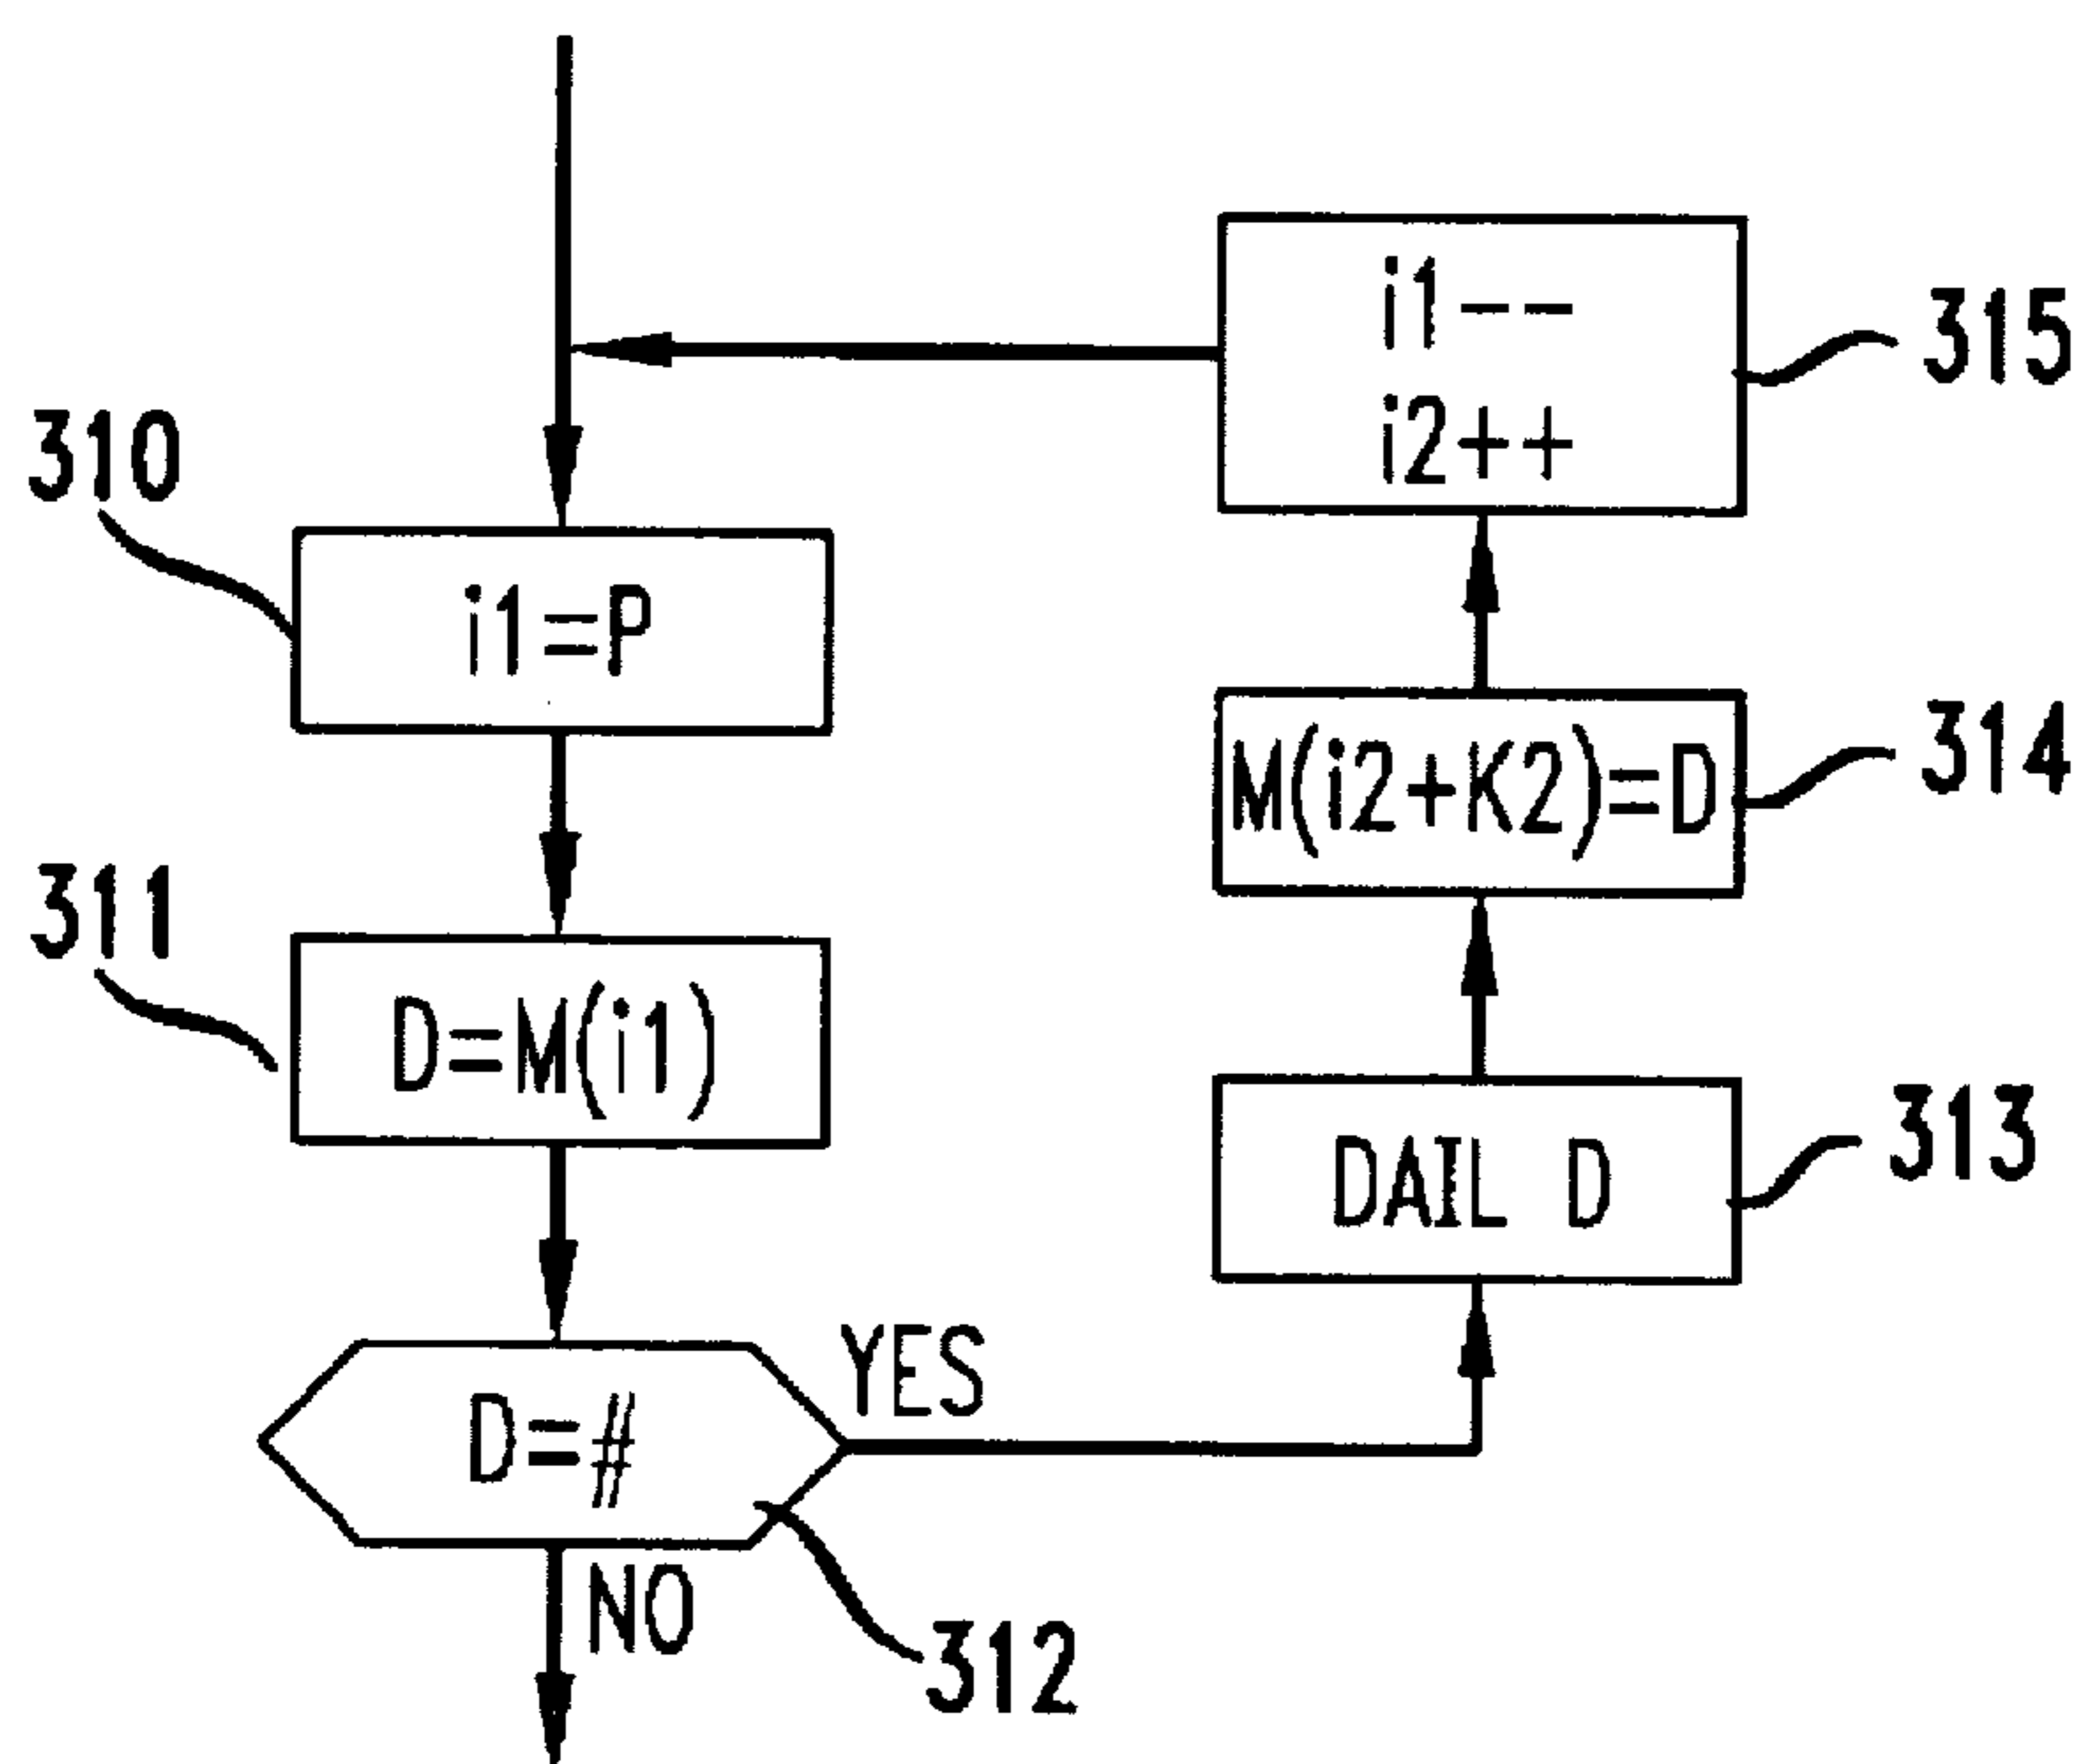 310
i1=P
311
D=M(i1)
D=#
YES
NO
312
i1--
i2++
315
M(i2+K2)=D
314
DAIL D
313